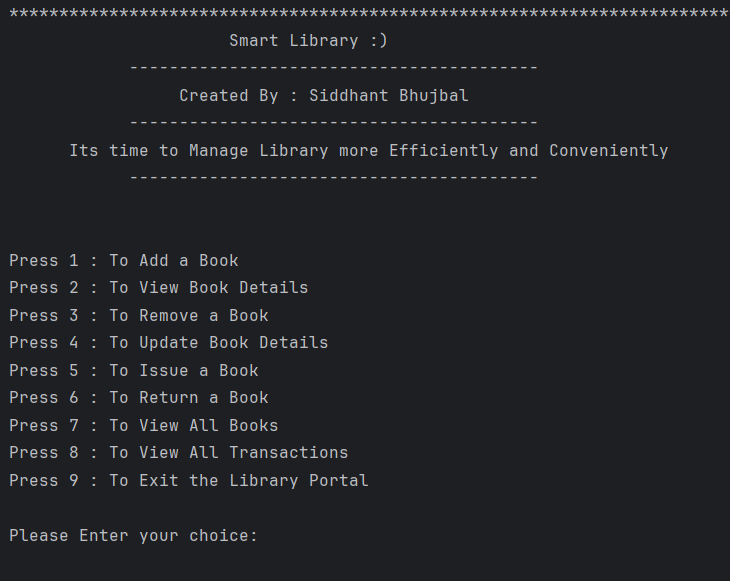 ************************************************************************
Smart Library :)
-----------------------------------------
Created By : Siddhant Bhujbal
-----------------------------------------
Its time to Manage Library more Efficiently and Conveniently
-----------------------------------------
Press 1 : To Add a Book
Press 2 : To View Book Details
Press 3 : To Remove a Book
Press 4 : To Update Book Details
Press 5 : To Issue a Book
Press 6 : To Return a Book
Press 7 : To View All Books
Press 8 : To View All Transactions
Press 9 : To Exit the Library Portal
Please Enter your choice: